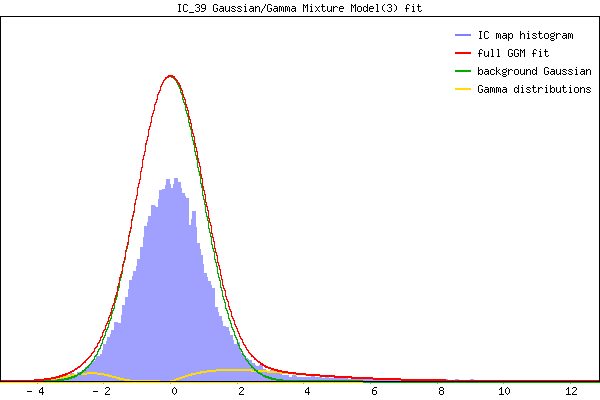 IC_39 Gaussian/Gamma Mixture Model(3) fit
IC map histogram
full GGM fit
background Gaussian
Gamma distributions
-4 -2 0 2 4 6 8 10 12